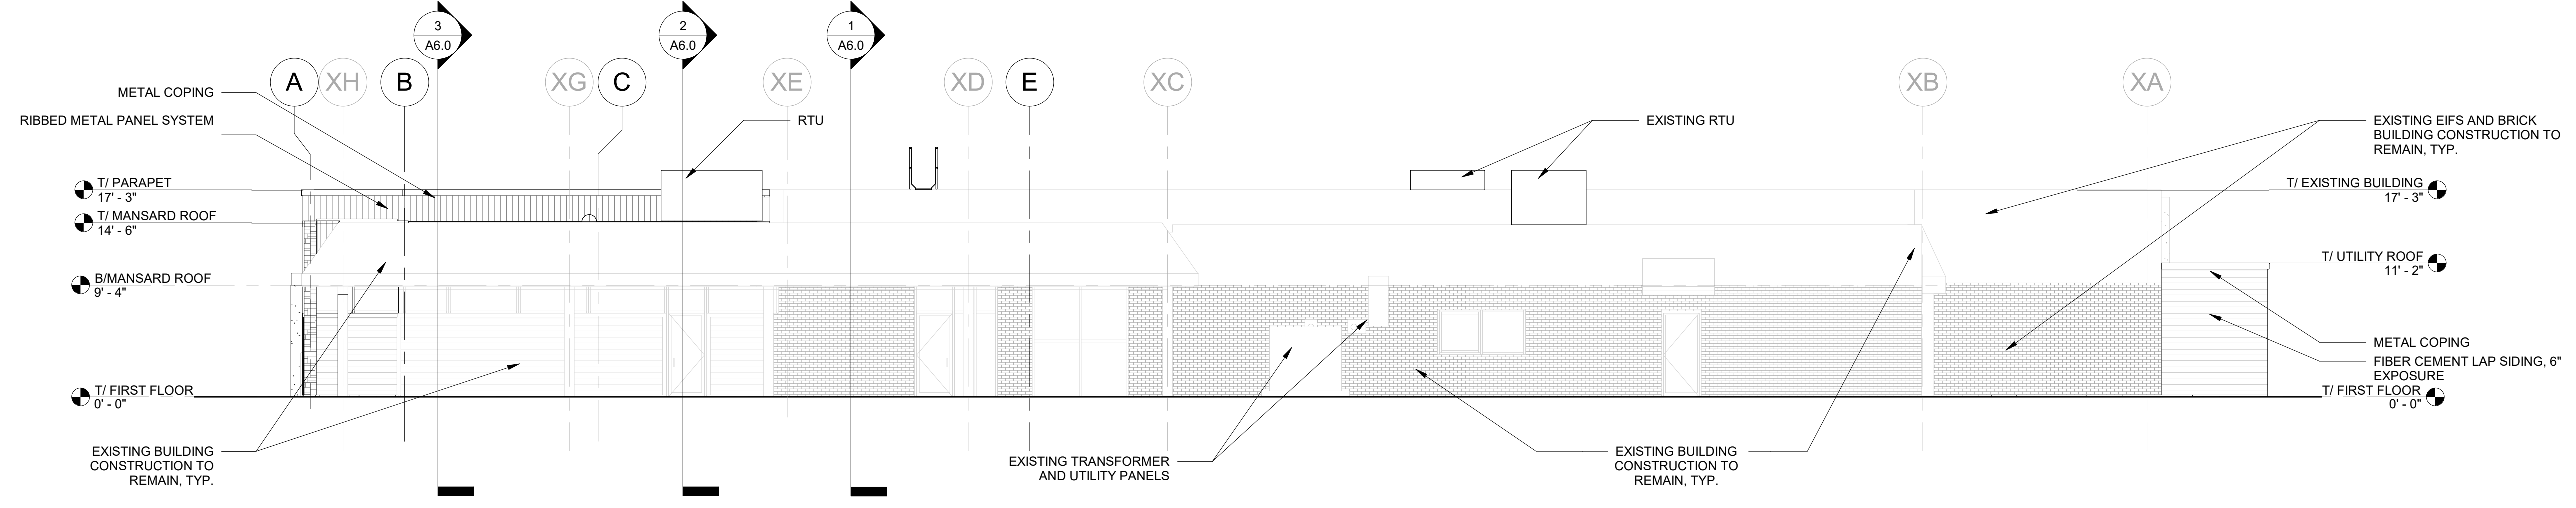 3
A6.0
2
A6.0
1
A6.0
A
XH
B
XG
C
XE
XD
E
XC
XB
XA
METAL COPING
RIBBED METAL PANEL SYSTEM
RTU
EXISTING RTU
EXISTING EIFS AND BRICK
BUILDING CONSTRUCTION TO
REMAIN, TYP.
T/ PARAPET
17' - 3"
T/ MANSARD ROOF
14' - 6"
B/MANSARD ROOF
9' - 4"
T/ FIRST FLOOR
0' - 0"
T/ EXISTING BUILDING
17' - 3"
T/ UTILITY ROOF
11' - 2"
METAL COPING
FIBER CEMENT LAP SIDING, 6"
EXPOSURE
T/ FIRST FLOOR
0' - 0"
EXISTING BUILDING
CONSTRUCTION TO
REMAIN, TYP.
EXISTING TRANSFORMER
AND UTILITY PANELS
EXISTING BUILDING
CONSTRUCTION TO
REMAIN, TYP.